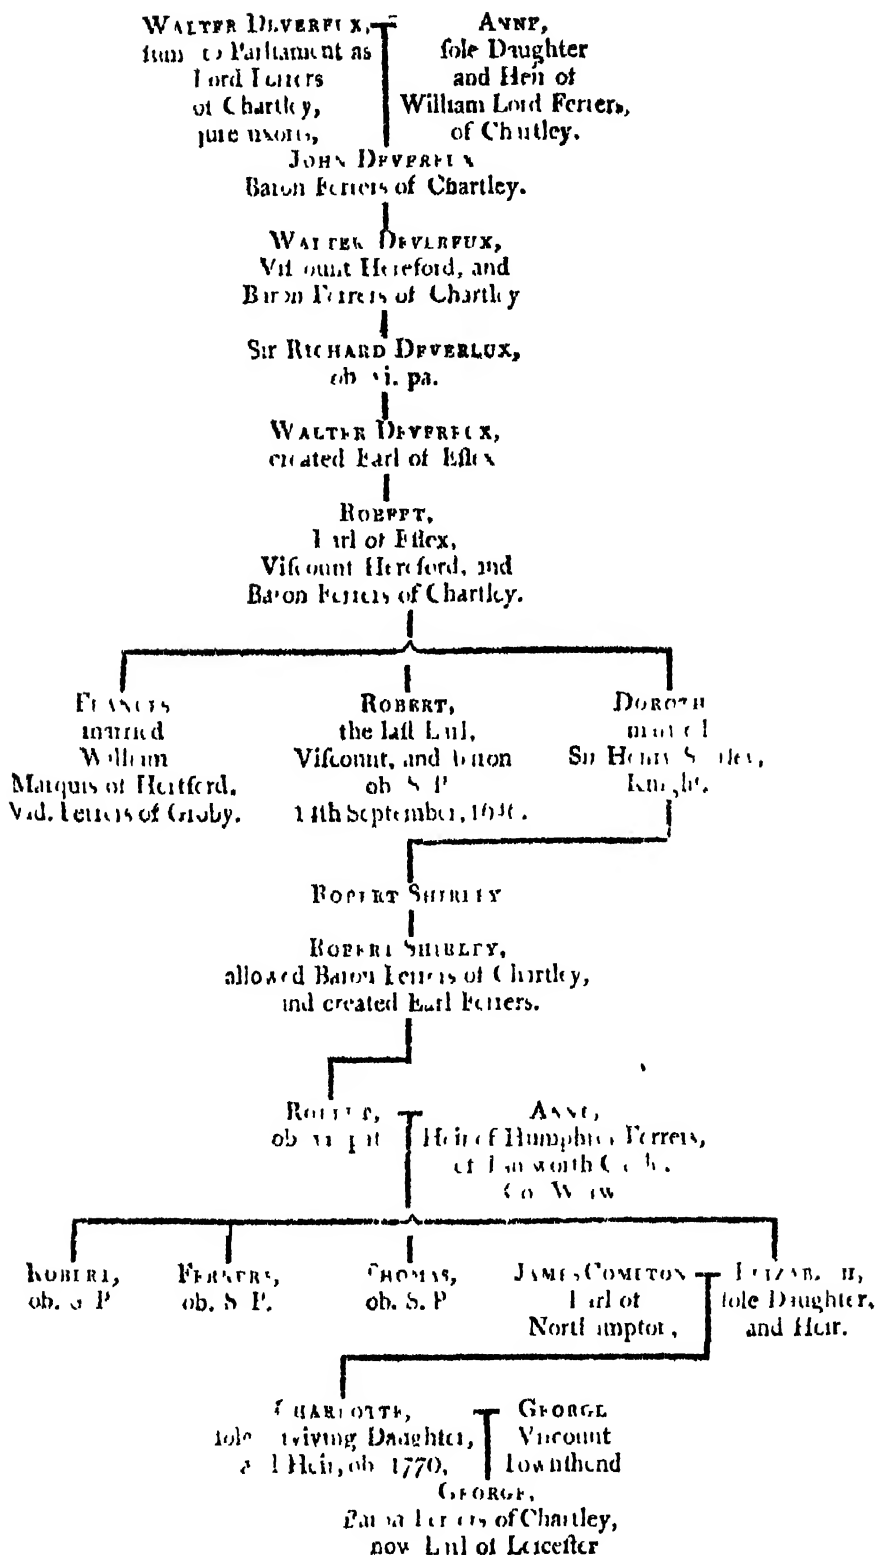 WALTER DEVEREUX,
to Parliament as
Lord Ferrers
of Chartley,
jure uxoris,
ANNE,
sole Daughter
and Heir of
William Lord Ferrers,
of Chartley.
JOHN DEVEREUX
Baron Ferrers of Chartley.
WALTER DEVEREUX,
Viscount Hereford, and
Baron Ferrers of Chartley
Sir RICHARD DEVEREUX,
ob. vi. pa.
WALTER DEVEREUX,
created Earl of Essex
ROBERT,
Earl of Essex,
Viscount Hereford, and
Baron Ferrers of Chartley.
FRANCES
married
William
Marquis of Hertford.
Vid. Ferrers of Groby.
ROBERT,
the last Earl,
Viscount, and Baron
ob. S. P.
14th September, 1646.
DOROTH
married
Sir Henry Shirley,
Knight.
ROBERT SHIRLEY
ROBERT SHIRLEY,
allowed Baron Ferrers of Chartley,
and created Earl Ferrers.
ROBERT,
ob
ANNE,
Heir of Humphrey Ferrers,
of Tamworth
Co. Warw
ROBERT,
ob. S. P
FERRERS,
ob. S. P.
THOMAS,
ob. S. P
JAMES COMPTON
Earl of
Northampton,
ELIZABETH,
sole Daughter,
and Heir.
CHARLOTTE,
sole surviving Daughter,
and Heir, ob. 1770,
GEORGE
Viscount
Townshend
GEORGE,
Baron Ferrers of Chartley,
now Earl of Leicester